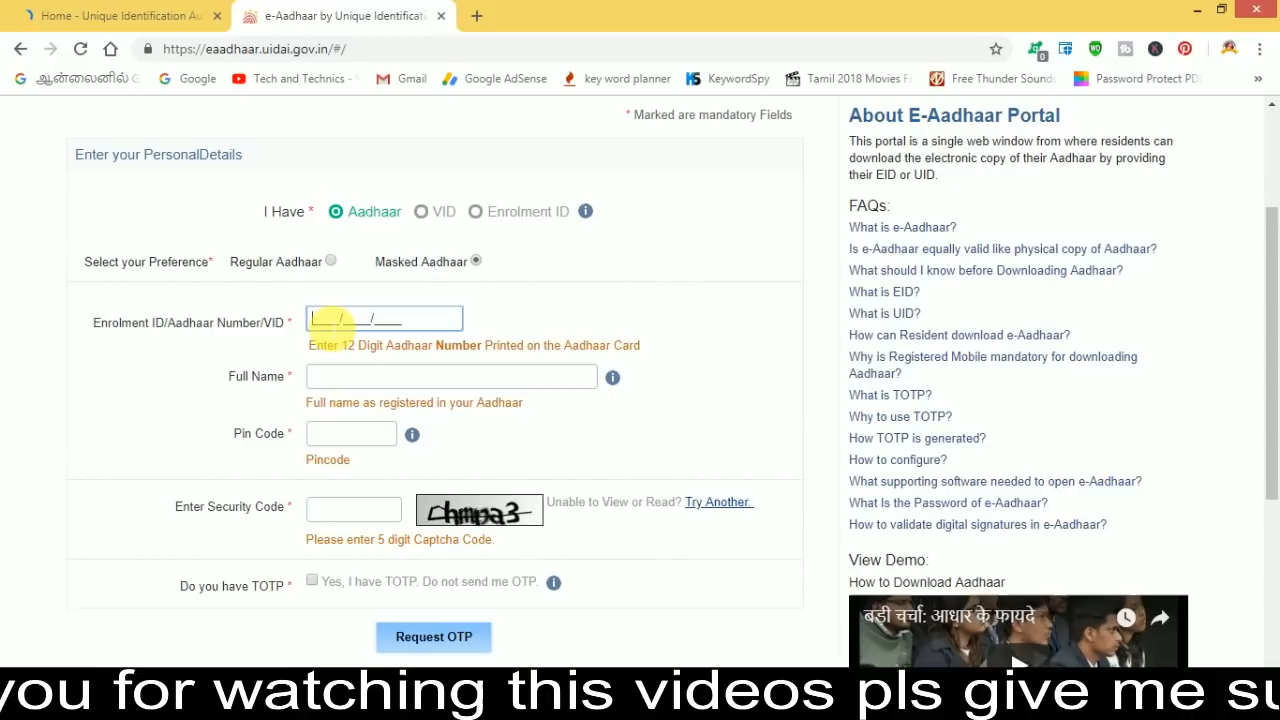 Home - Unique Identification Au
e-Aadhaar by Unique Identificati
https://eaadhaar.uidai.gov.in/#/
ஆன்லைனில்
Google
Tech and Technics -
Gmail
Google AdSense
key word planner
KeywordSpy
Tamil 2018 Movies F
Free Thunder Sounds
Password Protect PD
»
* Marked are mandatory Fields
Enter your PersonalDetails
I Have * Aadhaar VID Enrolment ID
Select your Preference* Regular Aadhaar Masked Aadhaar
Enrolment ID/Aadhaar Number/VID * ____/____/____
Enter 12 Digit Aadhaar Number Printed on the Aadhaar Card
Full Name *
Full name as registered in your Aadhaar
Pin Code *
Pincode
Enter Security Code * chmpa3 Unable to View or Read? Try Another.
Please enter 5 digit Captcha Code.
Do you have TOTP * Yes, I have TOTP. Do not send me OTP.
Request OTP
About E-Aadhaar Portal
This portal is a single web window from where residents can
download the electronic copy of their Aadhaar by providing
their EID or UID.
FAQs:
What is e-Aadhaar?
Is e-Aadhaar equally valid like physical copy of Aadhaar?
What should I know before Downloading Aadhaar?
What is EID?
What is UID?
How can Resident download e-Aadhaar?
Why is Registered Mobile mandatory for downloading
Aadhaar?
What is TOTP?
Why to use TOTP?
How TOTP is generated?
How to configure?
What supporting software needed to open e-Aadhaar?
What Is the Password of e-Aadhaar?
How to validate digital signatures in e-Aadhaar?
View Demo:
How to Download Aadhaar
बड़ी चर्चा: आधार के फ़ायदे
you for watching this videos pls give me su